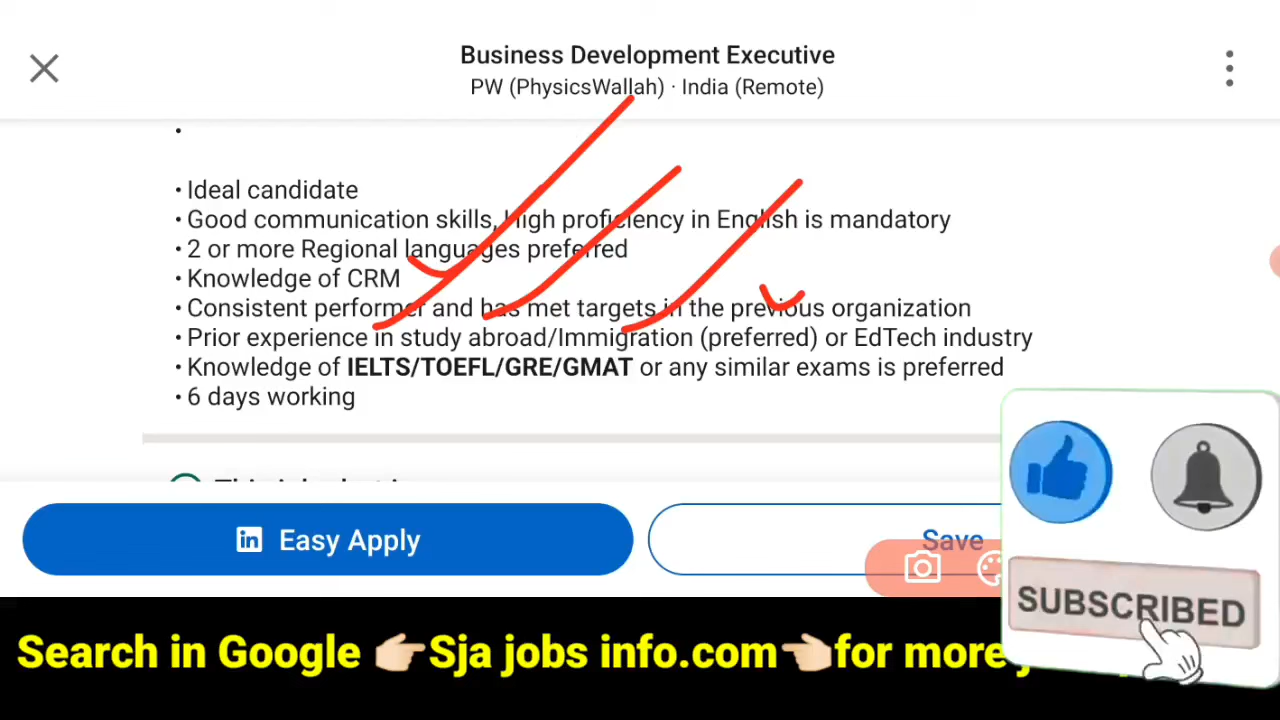 Business Development Executive
PW (PhysicsWallah) · India (Remote)
•
• Ideal candidate
• Good communication skills, High proficiency in English is mandatory
• 2 or more Regional languages preferred
• Knowledge of CRM
• Consistent performer and has met targets in the previous organization
• Prior experience in study abroad/Immigration (preferred) or EdTech industry
• Knowledge of IELTS/TOEFL/GRE/GMAT or any similar exams is preferred
• 6 days working
Easy Apply
Save
SUBSCRIBED
Search in Google 👉🏻Sja jobs info.com👈🏻for more